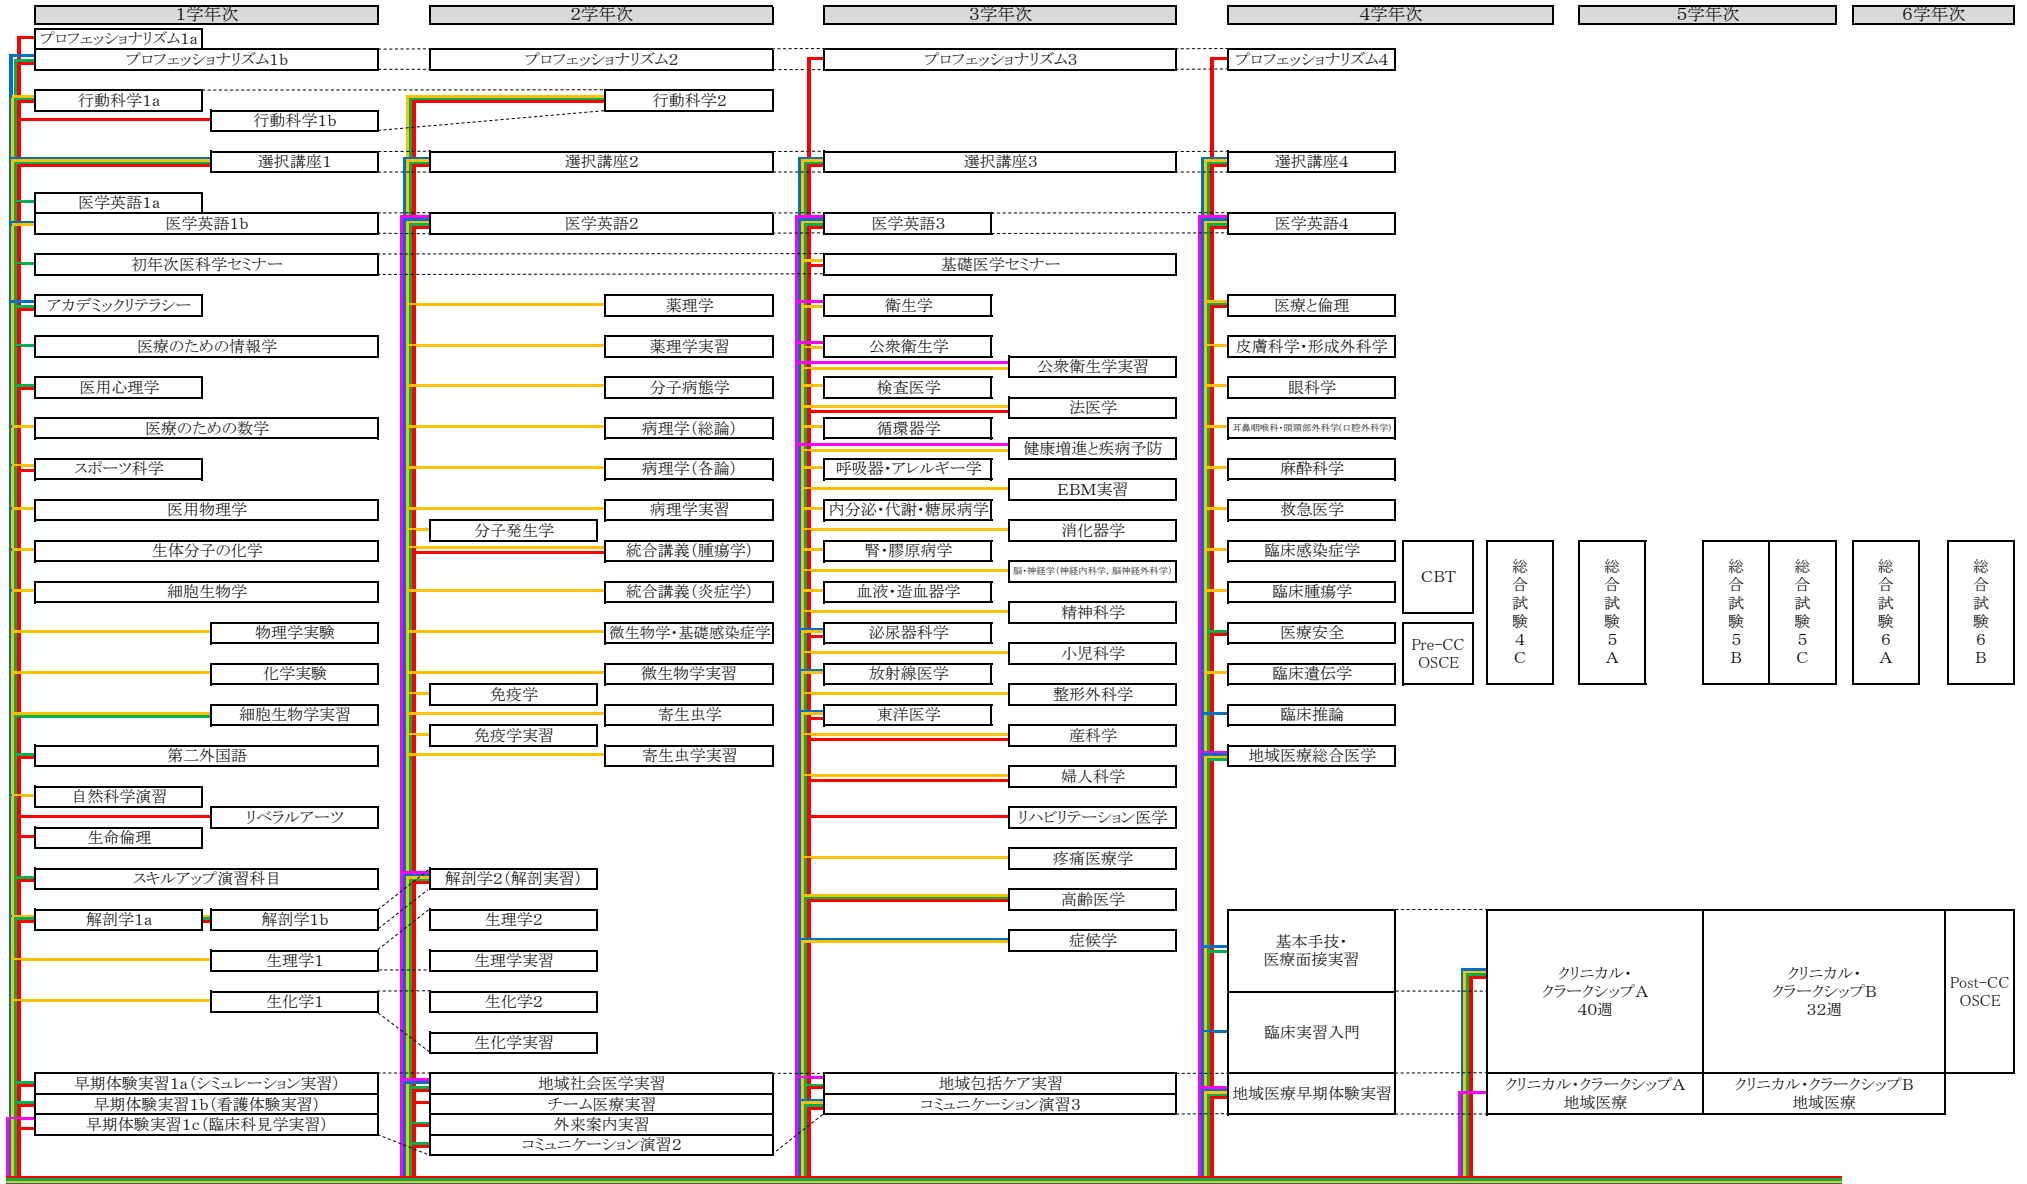 1学年次
2学年次
3学年次
4学年次
5学年次
6学年次
プロフェッショナリズム1a
プロフェッショナリズム1b
行動科学1a
行動科学1b
選択講座1
医学英語1a
医学英語1b
初年次医科学セミナー
アカデミックリテラシー
医療のための情報学
医用心理学
医療のための数学
スポーツ科学
医用物理学
生体分子の化学
細胞生物学
物理学実験
化学実験
細胞生物学実習
第二外国語
自然科学演習
リベラルアーツ
生命倫理
スキルアップ演習科目
解剖学1a
解剖学1b
生理学1
生化学1
早期体験実習1a(シミュレーション実習)
早期体験実習1b(看護体験実習)
早期体験実習1c(臨床科見学実習)
プロフェッショナリズム2
行動科学2
選択講座2
医学英語2
薬理学
薬理学実習
分子病態学
病理学(総論)
病理学(各論)
病理学実習
分子発生学
統合講義(腫瘍学)
統合講義(炎症学)
微生物学・基礎感染症学
微生物学実習
免疫学
寄生虫学
免疫学実習
寄生虫学実習
解剖学2(解剖実習)
生理学2
生理学実習
生化学2
生化学実習
地域社会医学実習
チーム医療実習
外来案内実習
コミュニケーション演習2
プロフェッショナリズム3
選択講座3
医学英語3
基礎医学セミナー
衛生学
公衆衛生学
公衆衛生学実習
検査医学
法医学
循環器学
健康増進と疾病予防
呼吸器・アレルギー学
EBM実習
内分泌・代謝・糖尿病学
消化器学
腎・膠原病学
脳・神経学(神経内科学, 脳神経外科学)
血液・造血器学
精神科学
泌尿器科学
小児科学
放射線医学
整形外科学
東洋医学
産科学
婦人科学
リハビリテーション医学
疼痛医療学
高齢医学
症候学
地域包括ケア実習
コミュニケーション演習3
プロフェッショナリズム4
選択講座4
医学英語4
医療と倫理
皮膚科学・形成外科学
眼科学
耳鼻咽喉科・頭頸部外科学(口腔外科学)
麻酔科学
救急医学
臨床感染症学
臨床腫瘍学
医療安全
臨床遺伝学
臨床推論
地域医療総合医学
基本手技・
医療面接実習
臨床実習入門
地域医療早期体験実習
CBT
Pre-CC
OSCE
総合試験4C
総合試験5A
総合試験5B
総合試験5C
総合試験6A
総合試験6B
クリニカル・
クラークシップA
40週
クリニカル・
クラークシップB
32週
Post-CC
OSCE
クリニカル・クラークシップA
地域医療
クリニカル・クラークシップB
地域医療